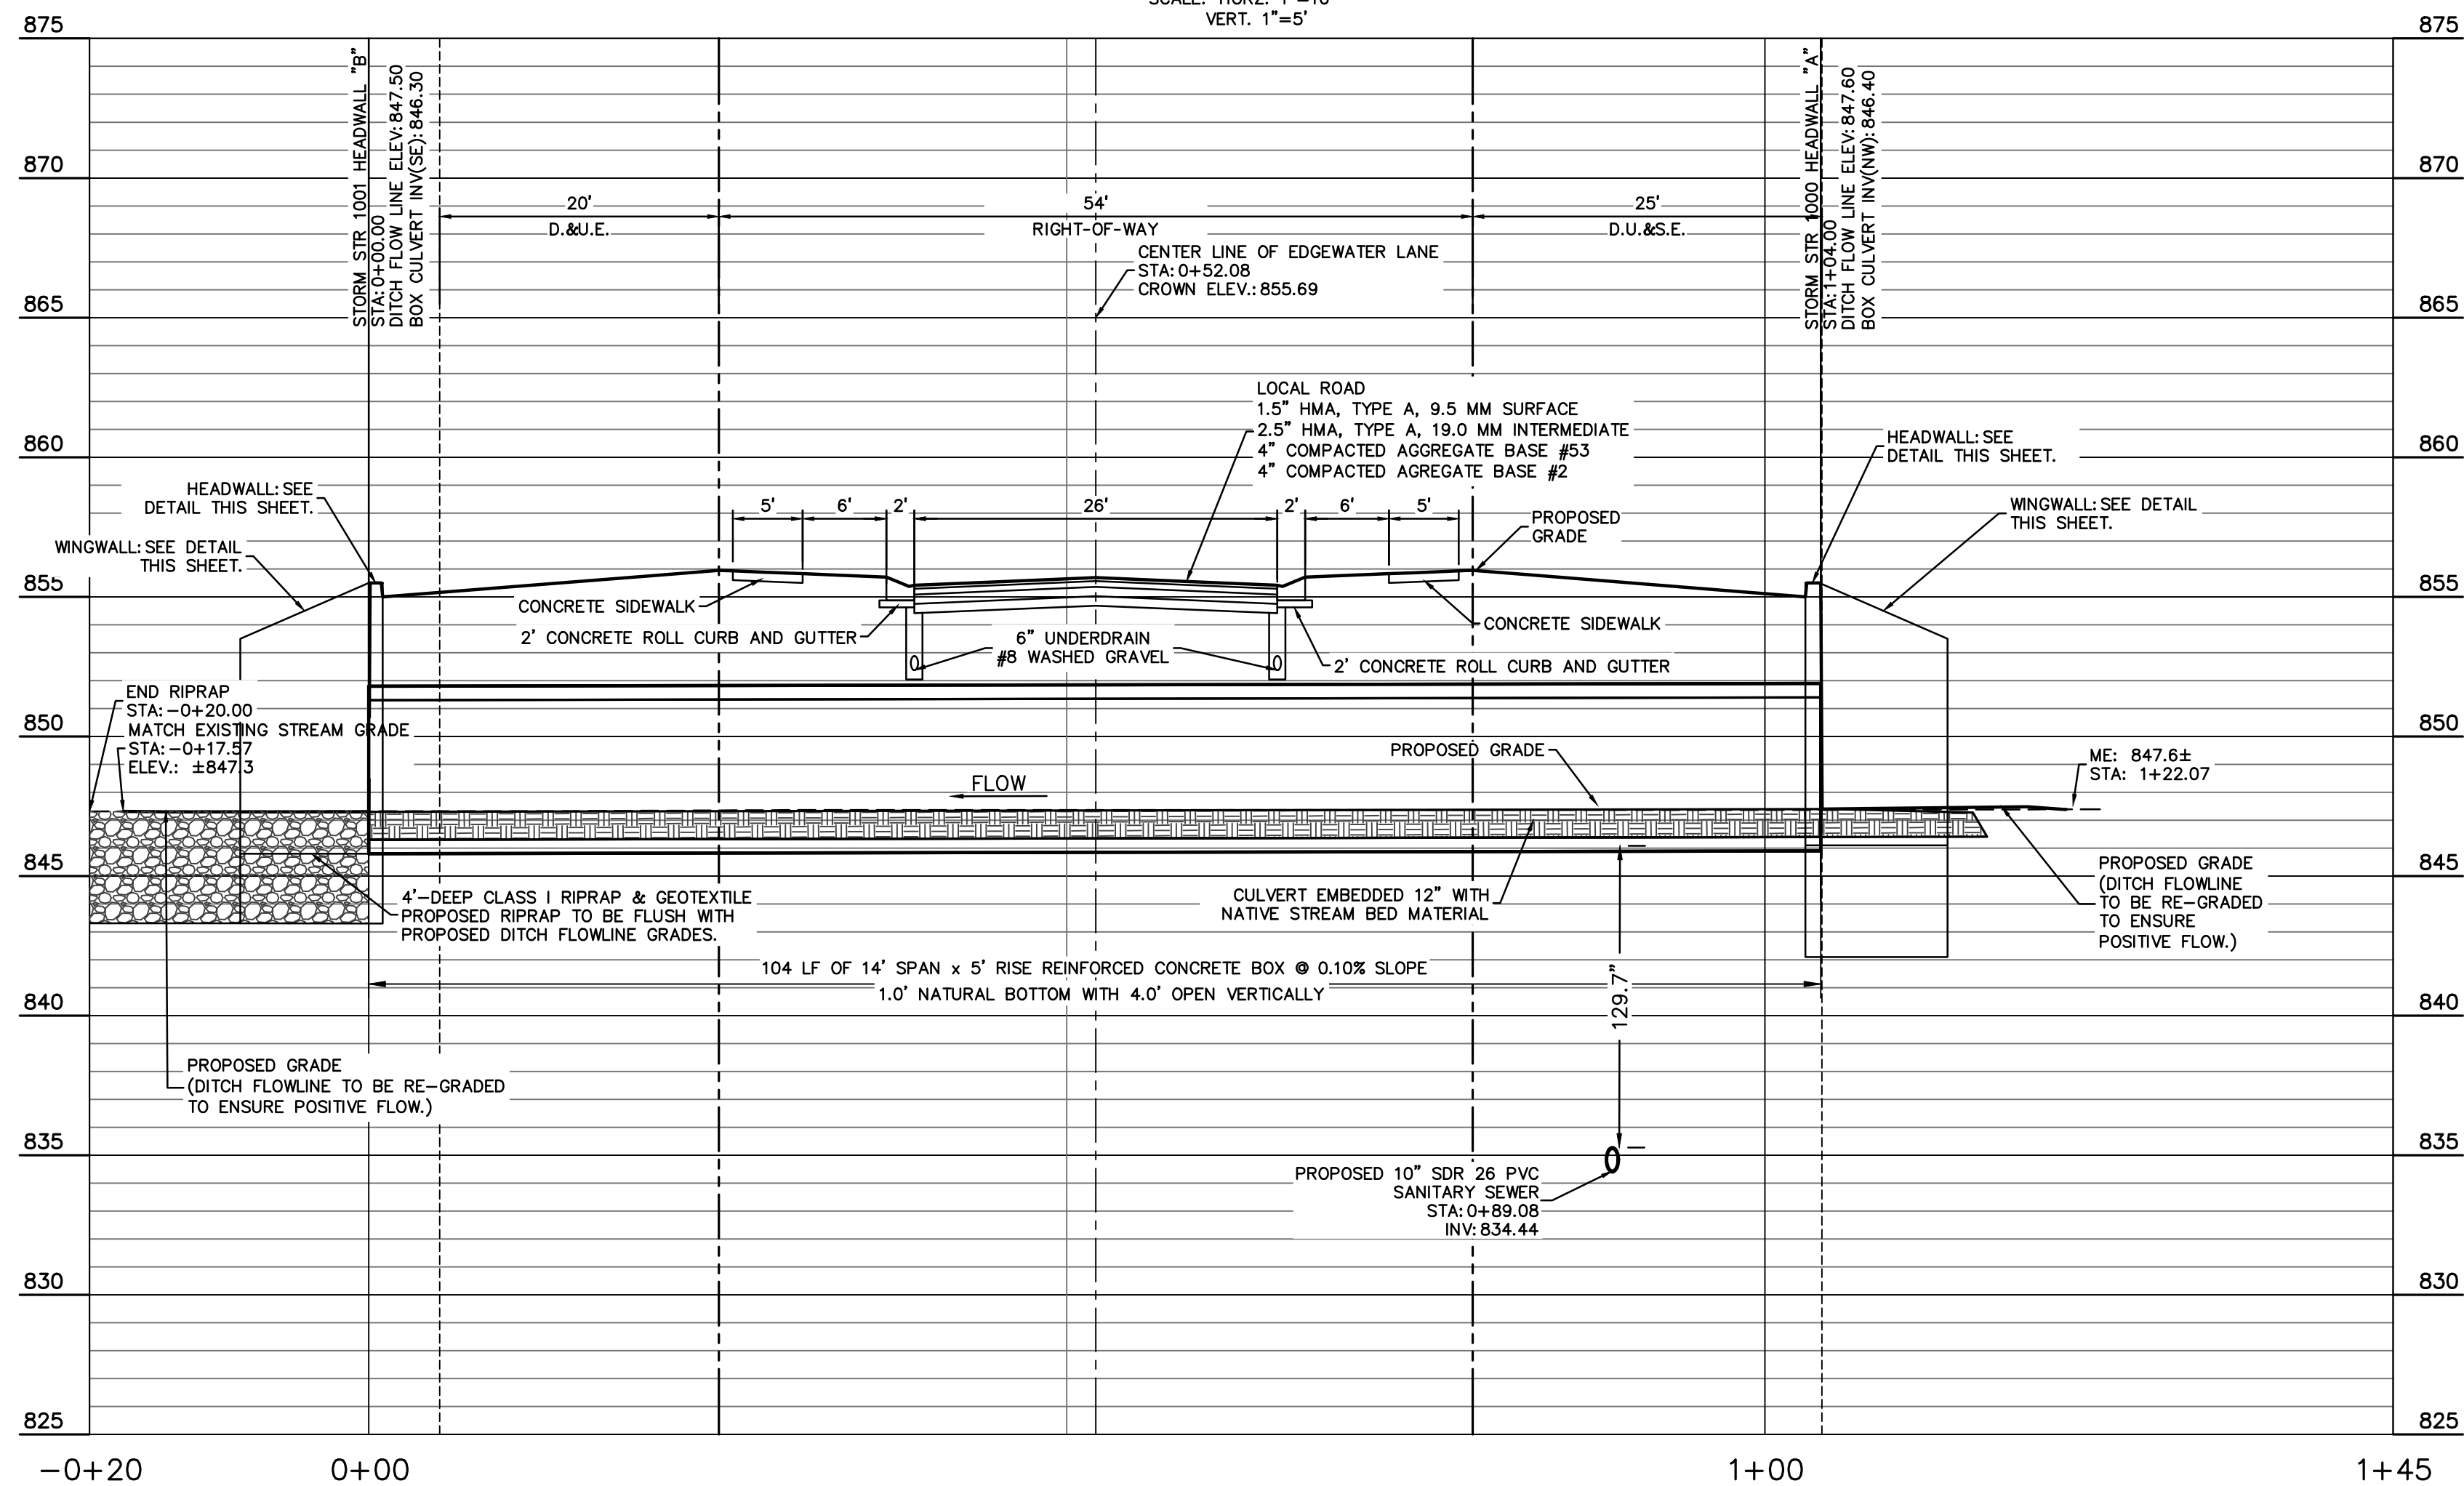 VERT. 1"=5'
875
875
870
870
865
865
860
860
855
855
850
850
845
845
840
840
835
835
830
830
825
825
-0+20
0+00
1+00
1+45
STORM STR 1001 HEADWALL "B"
STA:0+00.00
DITCH FLOW LINE ELEV:847.50
BOX CULVERT INV(SE):846.30
STORM STR 1000 HEADWALL "A"
STA:1+04.00
DITCH FLOW LINE ELEV:847.60
BOX CULVERT INV(NW):846.40
20'
D.&U.E.
54'
RIGHT-OF-WAY
25'
D.U.&S.E.
CENTER LINE OF EDGEWATER LANE
STA:0+52.08
CROWN ELEV.:855.69
LOCAL ROAD
1.5" HMA, TYPE A, 9.5 MM SURFACE
2.5" HMA, TYPE A, 19.0 MM INTERMEDIATE
4" COMPACTED AGGREGATE BASE #53
4" COMPACTED AGREGATE BASE #2
HEADWALL:SEE
DETAIL THIS SHEET.
WINGWALL:SEE DETAIL
THIS SHEET.
HEADWALL:SEE
DETAIL THIS SHEET.
WINGWALL:SEE DETAIL
THIS SHEET.
5'
6'
2'
26'
2'
6'
5'
PROPOSED
GRADE
CONCRETE SIDEWALK
2' CONCRETE ROLL CURB AND GUTTER
6" UNDERDRAIN
#8 WASHED GRAVEL
CONCRETE SIDEWALK
2' CONCRETE ROLL CURB AND GUTTER
END RIPRAP
STA:-0+20.00
MATCH EXISTING STREAM GRADE
STA:-0+17.57
ELEV.: ±847.3
FLOW
PROPOSED GRADE
ME: 847.6±
STA: 1+22.07
4'-DEEP CLASS I RIPRAP & GEOTEXTILE
PROPOSED RIPRAP TO BE FLUSH WITH
PROPOSED DITCH FLOWLINE GRADES.
CULVERT EMBEDDED 12" WITH
NATIVE STREAM BED MATERIAL
PROPOSED GRADE
(DITCH FLOWLINE
TO BE RE-GRADED
TO ENSURE
POSITIVE FLOW.)
104 LF OF 14' SPAN x 5' RISE REINFORCED CONCRETE BOX @ 0.10% SLOPE
1.0' NATURAL BOTTOM WITH 4.0' OPEN VERTICALLY
129.7"
PROPOSED GRADE
(DITCH FLOWLINE TO BE RE-GRADED
TO ENSURE POSITIVE FLOW.)
PROPOSED 10" SDR 26 PVC
SANITARY SEWER
STA:0+89.08
INV:834.44